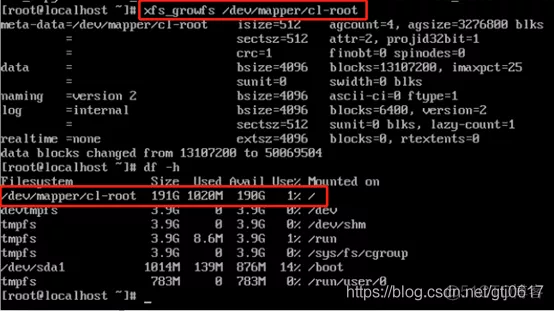 [root@localhost ~]# xfs_growfs /dev/mapper/cl-root
meta-data=/dev/mapper/cl-root isize=512 agcount=4, agsize=3276800 blks
= sectsz=512 attr=2, projid32bit=1
= crc=1 finobt=0 spinodes=0
data = bsize=4096 blocks=13107200, imaxpct=25
= sunit=0 swidth=0 blks
naming =version 2 bsize=4096 ascii-ci=0 ftype=1
log =internal bsize=4096 blocks=6400, version=2
= sectsz=512 sunit=0 blks, lazy-count=1
realtime =none extsz=4096 blocks=0, rtextents=0
data blocks changed from 13107200 to 50069504
[root@localhost ~]# df -h
Filesystem Size Used Avail Use% Mounted on
/dev/mapper/cl-root 191G 1020M 190G 1% /
devtmpfs 3.9G 0 3.9G 0% /dev
tmpfs 3.9G 0 3.9G 0% /dev/shm
tmpfs 3.9G 8.6M 3.9G 1% /run
tmpfs 3.9G 0 3.9G 0% /sys/fs/cgroup
/dev/sda1 1014M 139M 876M 14% /boot
tmpfs 783M 0 783M 0% /run/user/0
[root@localhost ~]# _
https://blog.csdn.net/gtj0617